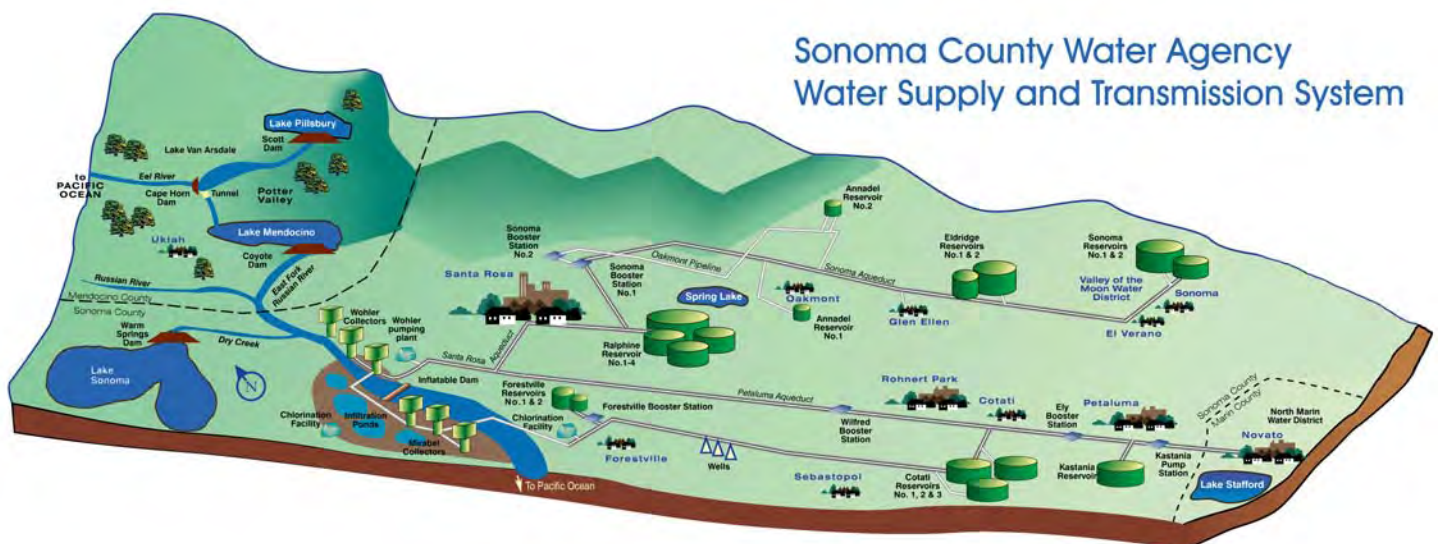 Sonoma County Water Agency
Water Supply and Transmission System
Lake Pillsbury
Scott
Dam
Lake Van Arsdale
to
PACIFIC
OCEAN
Eel River
Cape Horn
Dam
Tunnel
Potter
Valley
Lake Mendocino
Ukiah
Coyote
Dam
East Fork
Russian River
Russian River
Mendocino County
Sonoma County
Warm
Springs
Dam
Dry Creek
Lake
Sonoma
N
Wohler
Collectors
Wohler
pumping
plant
Inflatable Dam
Chlorination
Facility
Infiltration
Ponds
Mirabel
Collectors
Chlorination
Facility
To Pacific Ocean
Santa Rosa
Santa Rosa
Aqueduct
Sonoma
Booster
Station
No.2
Sonoma
Booster
Station
No.1
Ralphine
Reservoir
No.1-4
Spring Lake
Oakmont Pipeline
Annadel
Reservoir
No.2
Sonoma Aqueduct
Oakmont
Annadel
Reservoir
No.1
Glen Ellen
Eldridge
Reservoirs
No.1 & 2
Sonoma
Reservoirs
No.1 & 2
Valley of the
Moon Water
District
Sonoma
El Verano
Forestville
Reservoirs
No.1 & 2
Forestville Booster Station
Forestville
Wells
Petaluma Aqueduct
Wilfred
Booster
Station
Rohnert Park
Cotati
Sebastopol
Cotati
Reservoirs
No. 1, 2 & 3
Ely
Booster
Station
Petaluma
Kastania
Reservoir
Kastania
Pump
Station
Sonoma County
Marin County
North Marin
Water District
Novato
Lake Stafford